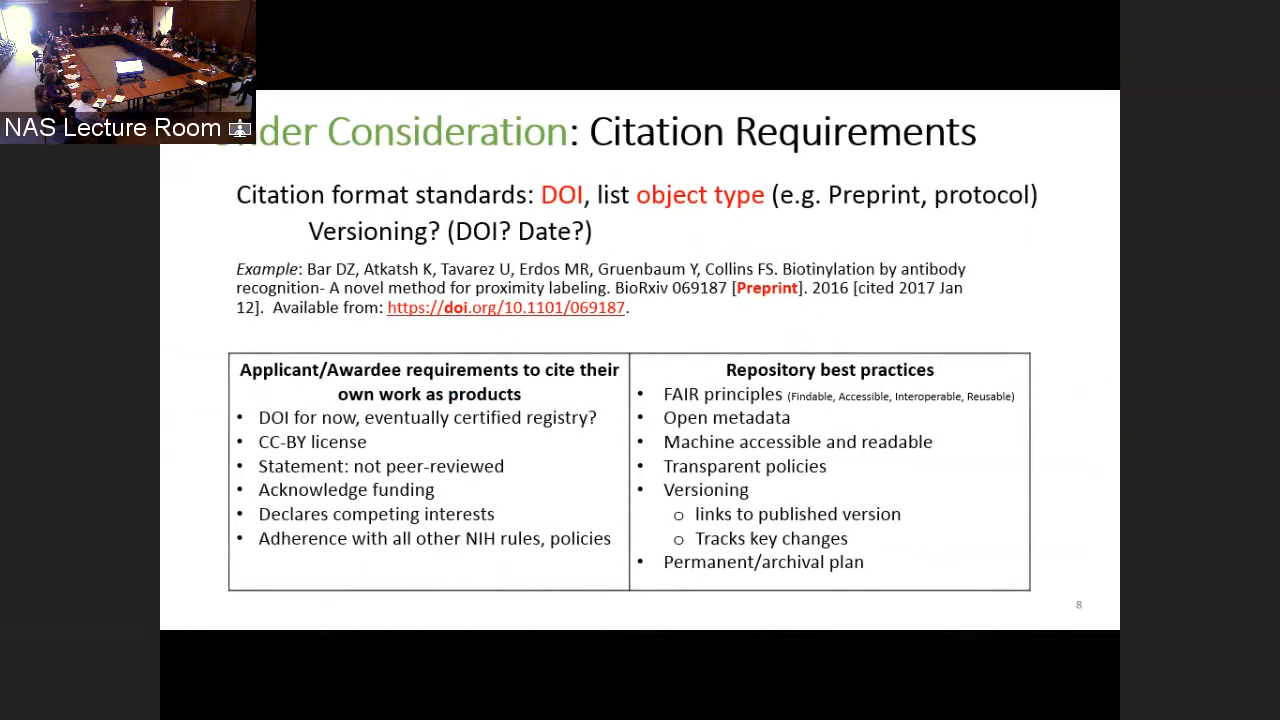 NAS Lecture Room
der Consideration: Citation Requirements
Citation format standards: DOI, list object type (e.g. Preprint, protocol)
Versioning? (DOI? Date?)
Example: Bar DZ, Atkatsh K, Tavarez U, Erdos MR, Gruenbaum Y, Collins FS. Biotinylation by antibody
recognition- A novel method for proximity labeling. BioRxiv 069187 [Preprint]. 2016 [cited 2017 Jan
12]. Available from: https://doi.org/10.1101/069187.
Applicant/Awardee requirements to cite their
own work as products
• DOI for now, eventually certified registry?
• CC-BY license
• Statement: not peer-reviewed
• Acknowledge funding
• Declares competing interests
• Adherence with all other NIH rules, policies
Repository best practices
• FAIR principles (Findable, Accessible, Interoperable, Reusable)
• Open metadata
• Machine accessible and readable
• Transparent policies
• Versioning
o links to published version
o Tracks key changes
• Permanent/archival plan
8